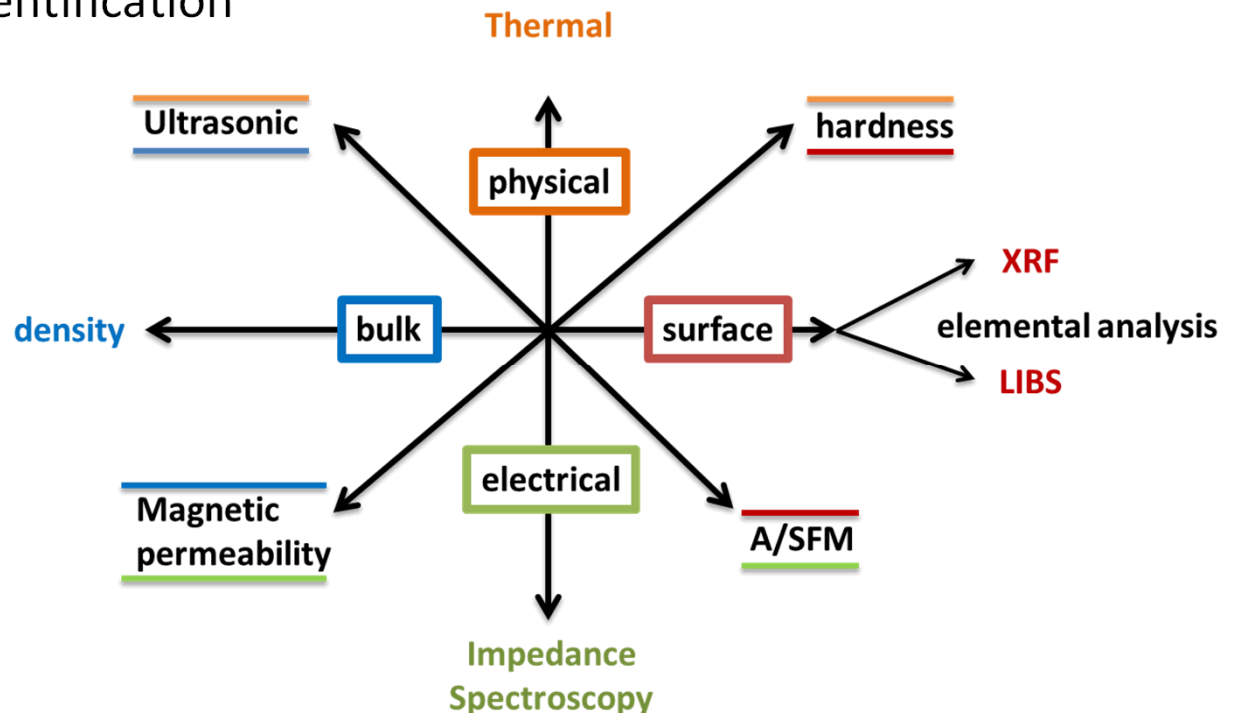 entification
Thermal
Ultrasonic
hardness
physical
XRF
density
bulk
surface
elemental analysis
LIBS
electrical
Magnetic
permeability
A/SFM
Impedance
Spectroscopy